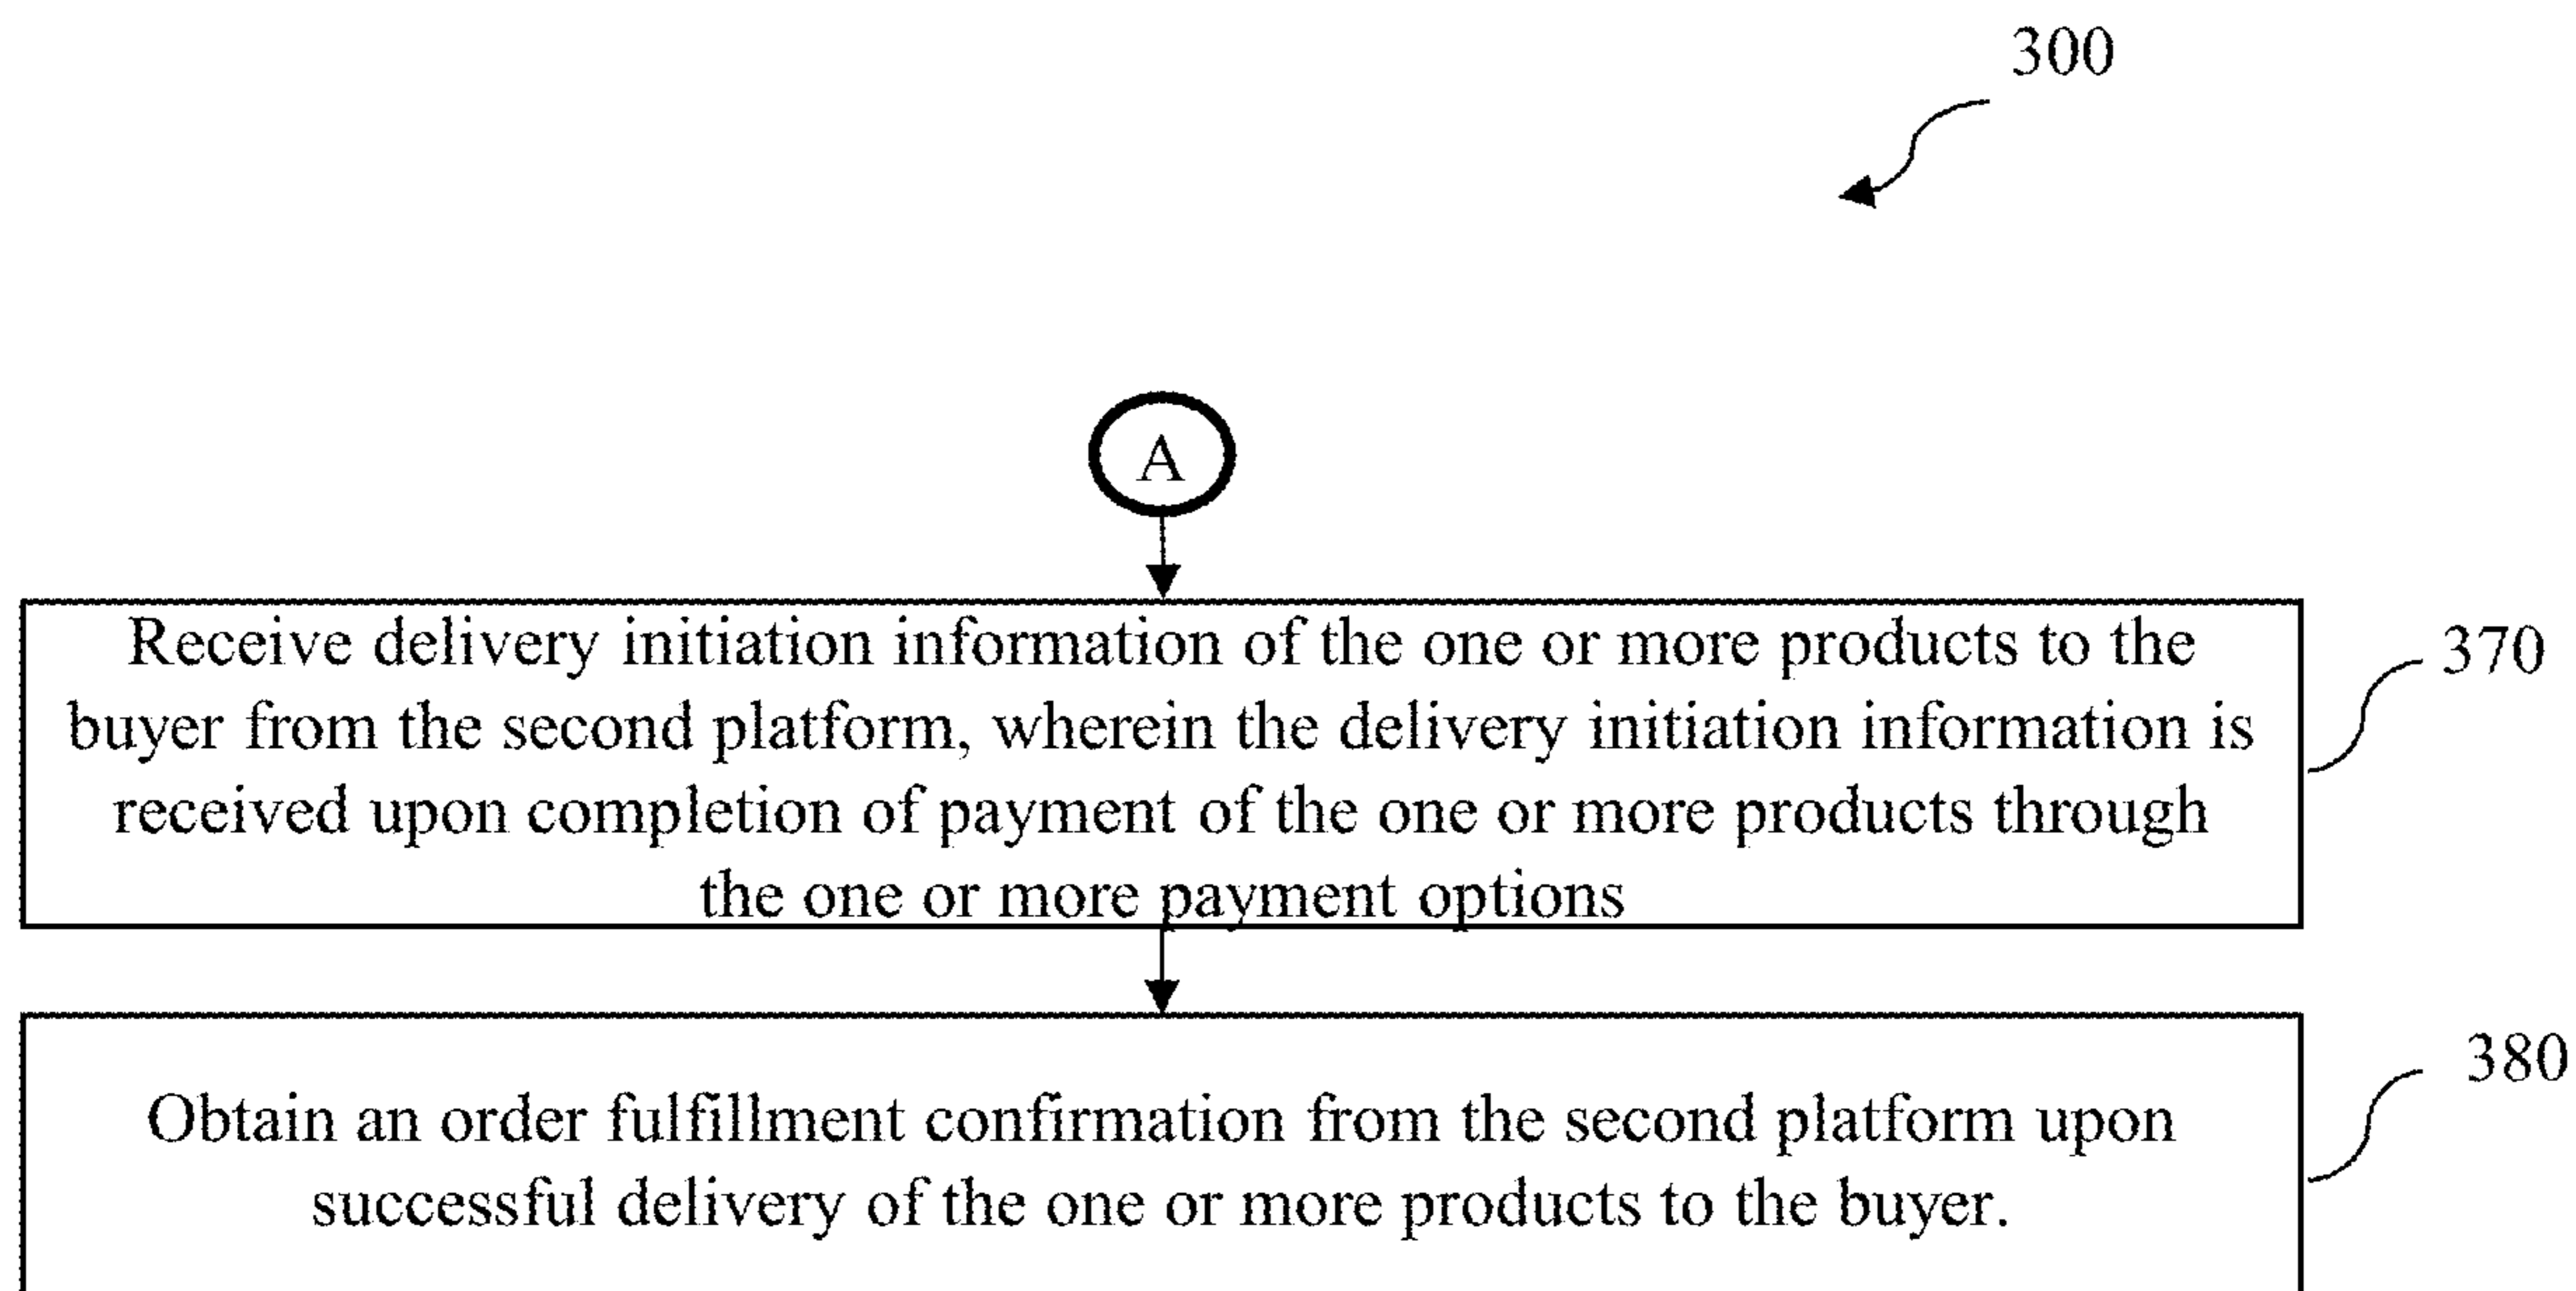 300
A
Receive delivery initiation information of the one or more products to the
buyer from the second platform, wherein the delivery initiation information is
received upon completion of payment of the one or more products through
the one or more payment options
370
Obtain an order fulfillment confirmation from the second platform upon
successful delivery of the one or more products to the buyer.
380